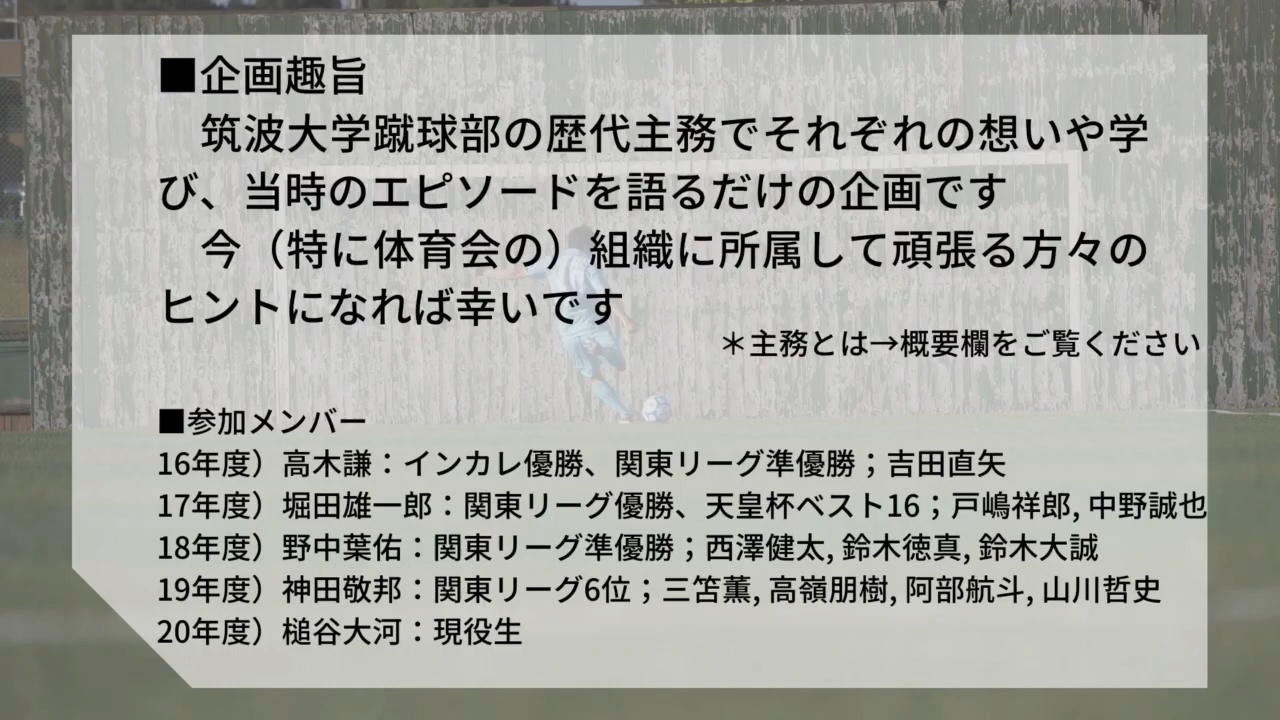 ■企画趣旨
　筑波大学蹴球部の歴代主務でそれぞれの想いや学
び、当時のエピソードを語るだけの企画です
　今（特に体育会の）組織に所属して頑張る方々の
ヒントになれば幸いです
＊主務とは→概要欄をご覧ください
■参加メンバー
16年度）高木謙：インカレ優勝、関東リーグ準優勝；吉田直矢
17年度）堀田雄一郎：関東リーグ優勝、天皇杯ベスト16；戸嶋祥郎, 中野誠也
18年度）野中葉佑：関東リーグ準優勝；西澤健太, 鈴木徳真, 鈴木大誠
19年度）神田敬邦：関東リーグ6位；三笘薫, 高嶺朋樹, 阿部航斗, 山川哲史
20年度）槌谷大河：現役生